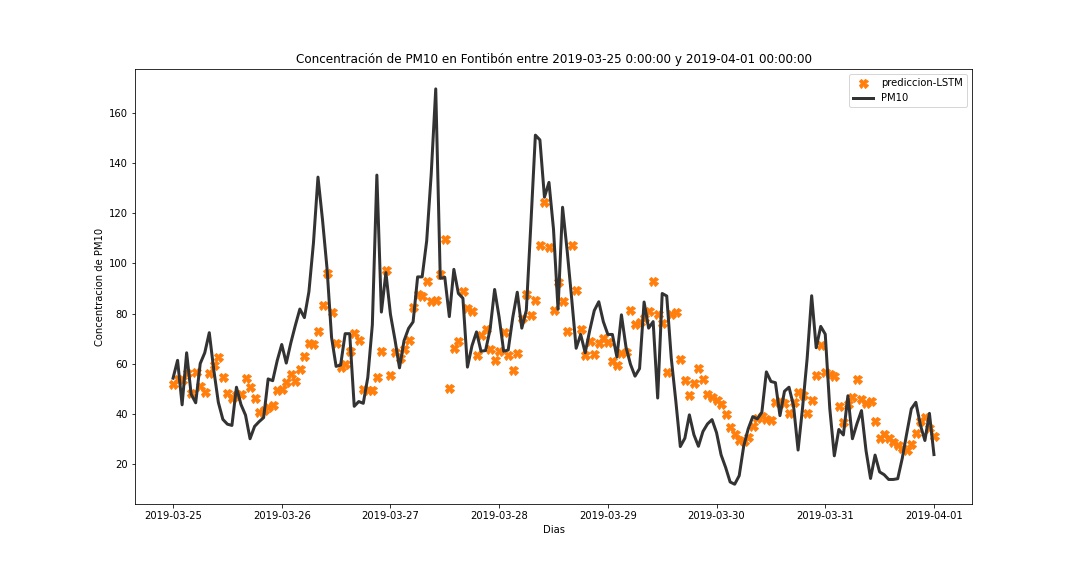 Concentración de PM10 en Fontibón entre 2019-03-25 0:00:00 y 2019-04-01 00:00:00
prediccion-LSTM
PM10
Concentracion de PM10
160
140
120
100
80
60
40
20
2019-03-25 2019-03-26 2019-03-27 2019-03-28 2019-03-29 2019-03-30 2019-03-31 2019-04-01
Dias